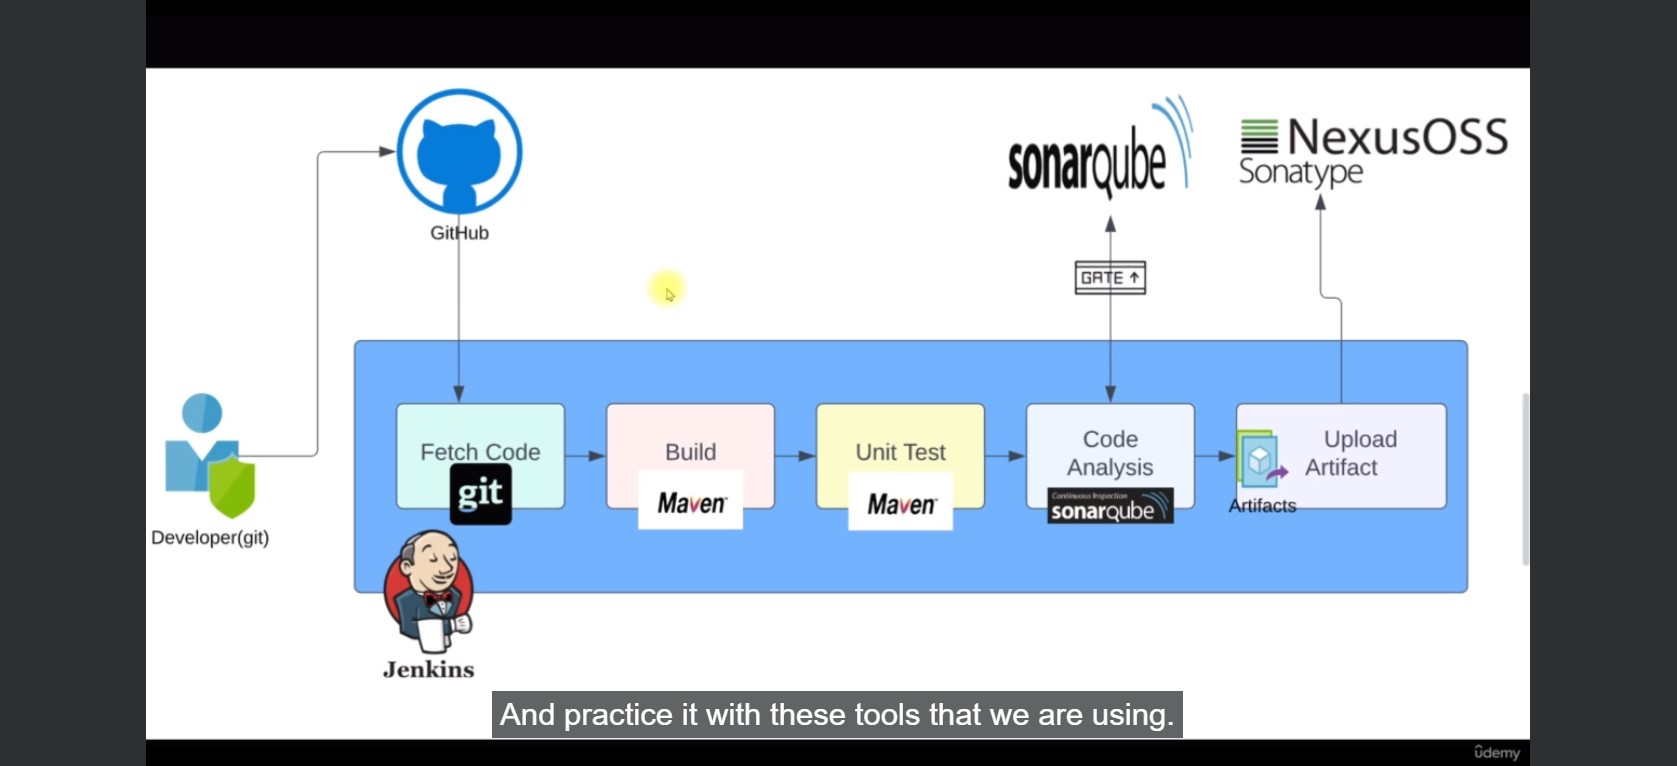 sonarqube
NexusOSS
Sonatype
GitHub
GATE ↑
Fetch Code
git
Build
Maven
Unit Test
Maven
Code
Analysis
Continuous Inspection
sonarqube
Upload
Artifact
Artifacts
Developer(git)
Jenkins
And practice it with these tools that we are using.
ûdemy